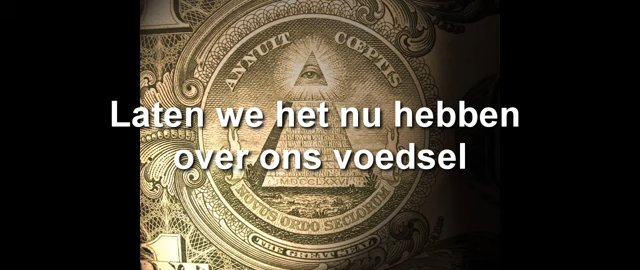 ANNUIT CŒPTIS
Laten we het nu hebben
over ons voedsel
MDCCLXXVI
NOVUS ORDO SECLORUM
THE GREAT SEAL